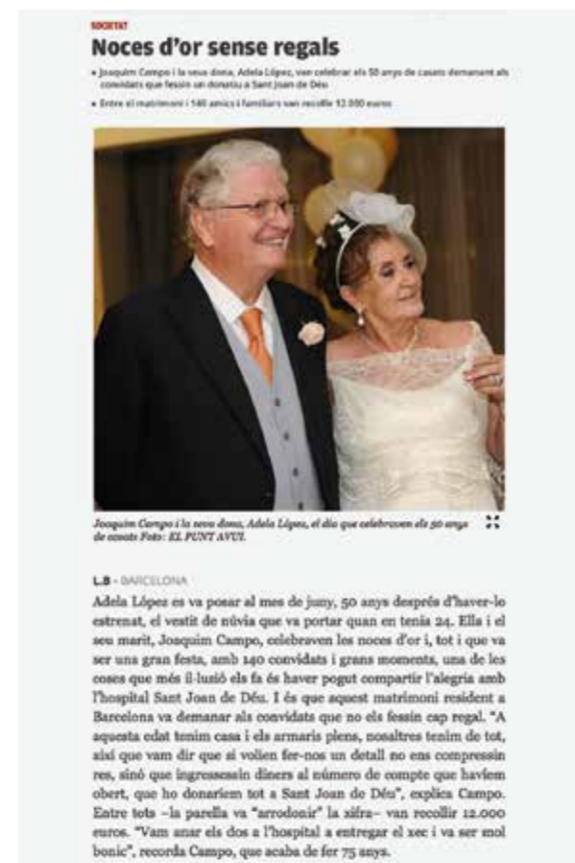 SOCIETAT
Noces d'or sense regals
• Joaquim Campo i la seva dona, Adela López, van celebrar els 50 anys de casats demanant als
convidats que fessin un donatiu a Sant Joan de Déu
• Entre el matrimoni i 140 amics i familiars van recollir 12.000 euros
Joaquim Campo i la seva dona, Adela López, el dia que celebraven els 50 anys
de casats Foto: EL PUNT AVUI.
L.B - BARCELONA
Adela López es va posar al mes de juny, 50 anys després d'haver-lo
estrenat, el vestit de núvia que va portar quan en tenia 24. Ella i el
seu marit, Joaquim Campo, celebraven les noces d'or i, tot i que va
ser una gran festa, amb 140 convidats i grans moments, una de les
coses que més il·lusió els fa és haver pogut compartir l'alegria amb
l'hospital Sant Joan de Déu. I és que aquest matrimoni resident a
Barcelona va demanar als convidats que no els fessin cap regal. "A
aquesta edat tenim casa i els armaris plens, nosaltres tenim de tot,
així que vam dir que si volien fer-nos un detall no ens compressin
res, sinó que ingressessin diners al número de compte que havíem
obert, que ho donaríem tot a Sant Joan de Déu", explica Campo.
Entre tots –la parella va "arrodonir" la xifra– van recollir 12.000
euros. "Vam anar els dos a l'hospital a entregar el xec i va ser mol
bonic", recorda Campo, que acaba de fer 75 anys.